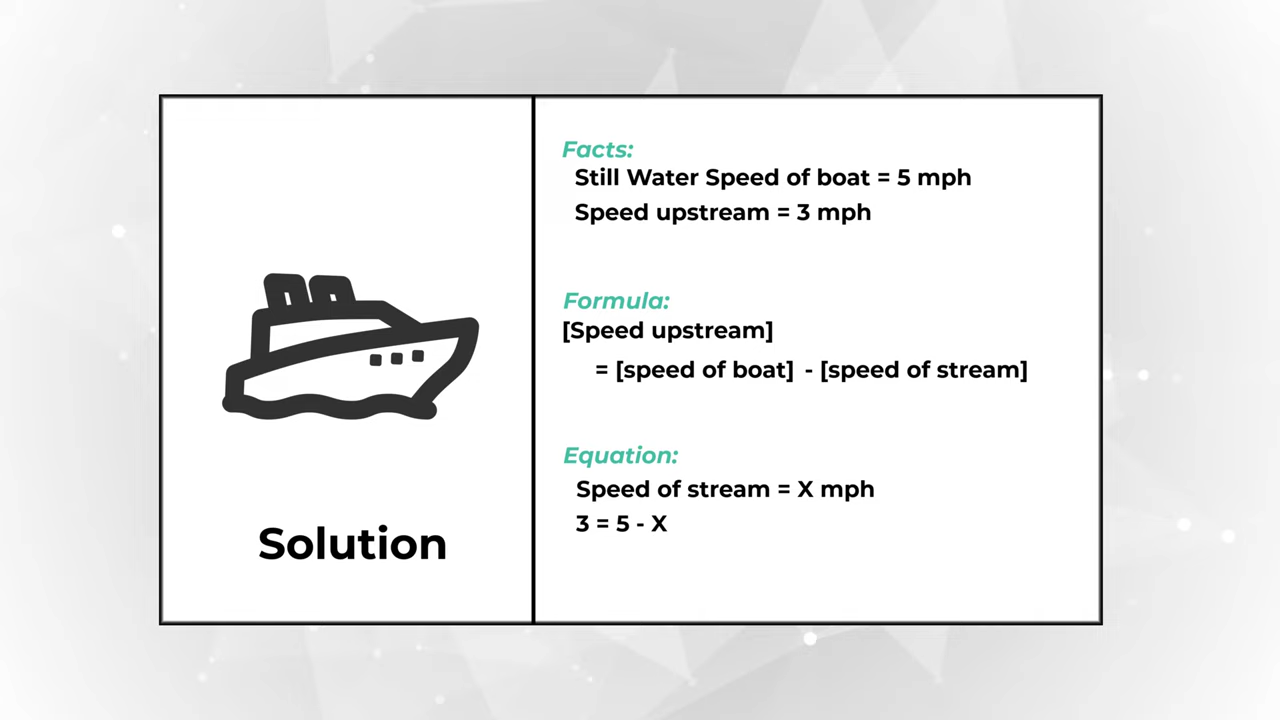 Solution
Facts:
Still Water Speed of boat = 5 mph
Speed upstream = 3 mph
Formula:
[Speed upstream]
= [speed of boat] - [speed of stream]
Equation:
Speed of stream = X mph
3 = 5 - X